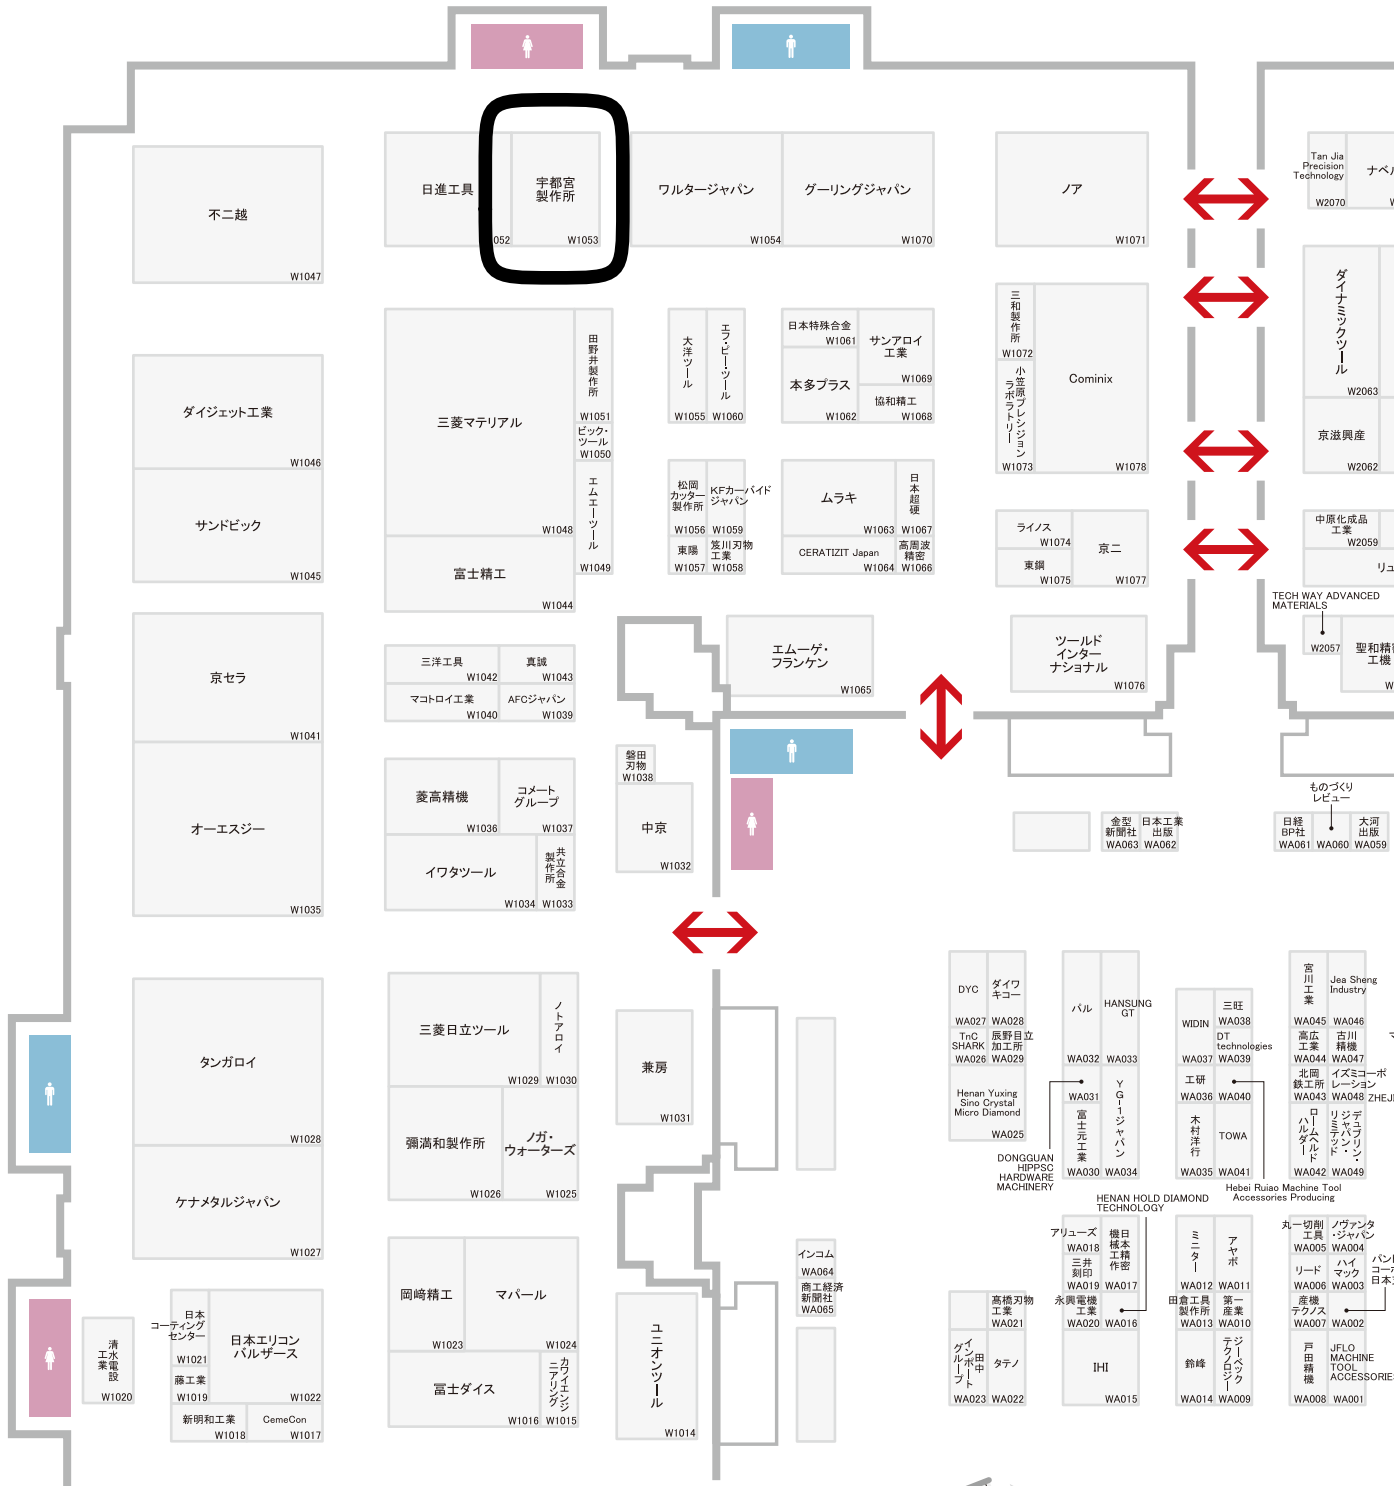 不二越
W1047
日進工具
052
宇都宮
製作所
W1053
ワルタージャパン
W1054
グーリングジャパン
W1070
ノア
W1071
Tan Jia
Precision
Technology
W2070
ナベ
W
ダイジェット工業
W1046
サンドビック
W1045
三菱マテリアル
W1048
富士精工
W1044
田野井製作所
W1051
ビック・
ツール
W1050
エムエーツール
W1049
大洋ツール
W1055
エフ・ピー・ツール
W1060
日本特殊合金
W1061
サンアロイ
工業
W1069
本多プラス
W1062
協和精工
W1068
松岡
カッター
製作所
W1056
KFカーバイド
ジャパン
W1059
東陽
W1057
笈川刃物
工業
W1058
ムラキ
W1063
日本超硬
W1067
CERATIZIT Japan
W1064
高周波
精密
W1066
三和製作所
W1072
小笠原プレシジョン
ラボラトリー
W1073
Cominix
W1078
ライノス
W1074
東鋼
W1075
京二
W1077
ダイナミックツール
W2063
京滋興産
W2062
中原化成品
工業
W2059
リュ
TECH WAY ADVANCED
MATERIALS
W2057
聖和精
工機
W
京セラ
W1041
オーエスジー
W1035
三洋工具
W1042
真誠
W1043
マコトロイ工業
W1040
AFCジャパン
W1039
エムーゲ・
フランケン
W1065
ツールド
インター
ナショナル
W1076
菱高精機
W1036
コメート
グループ
W1037
イワタツール
W1034
共立合金
製作所
W1033
磐田
刃物
W1038
中京
W1032
金型
新聞社
WA063
日本工業
出版
WA062
ものづくり
レビュー
日経
BP社
WA061
WA060
大河
出版
WA059
タンガロイ
W1028
ケナメタルジャパン
W1027
三菱日立ツール
W1029
ノトアロイ
W1030
彌満和製作所
W1026
ノガ・
ウォーターズ
W1025
兼房
W1031
DYC
WA027
ダイワ
キコー
WA028
TnC
SHARK
WA026
辰野目立
加工所
WA029
Henan Yuxing
Sino Crystal
Micro Diamond
WA025
バル
WA032
HANSUNG
GT
WA033
WA031
富士元工業
WA030
YG-1ジャパン
WA034
DONGGUAN
HIPPSC
HARDWARE
MACHINERY
WIDIN
WA037
三旺
WA038
DT
technologies
WA039
工研
WA036
WA040
木村洋行
WA035
TOWA
WA041
Hebei Ruiao Machine Tool
Accessories Producing
宮川工業
WA045
Jea Sheng
Industry
WA046
高広
工業
WA044
古川
精機
WA047
北岡
鉄工所
WA043
イズミコーポ
レーション
WA048
ZHEJI
ロームヘルド
ハルダー
WA042
デュブリン・
ジャパン・
リミテッド
WA049
HENAN HOLD DIAMOND
TECHNOLOGY
岡﨑精工
W1023
マパール
W1024
冨士ダイス
W1016
カワイエンジ
ニアリング
W1015
ユニオンツール
W1014
清水電設
工業
W1020
日本
コーティング
センター
W1021
藤工業
W1019
日本エリコン
バルザース
W1022
新明和工業
W1018
CemeCon
W1017
インコム
WA064
商工経済
新聞社
WA065
髙橋刃物
工業
WA021
田中
インポート
グループ
WA023
タテノ
WA022
アリューズ
WA018
三井
刻印
WA019
日本精密
機械工作
WA017
永興電機
工業
WA020
WA016
IHI
WA015
ミニター
WA012
アヤボ
WA011
田倉工具
製作所
WA013
第一
産業
WA010
鈴峰
WA014
ジーベック
テクノロジー
WA009
丸一切削
工具
WA005
ノヴァンタ
・ジャパン
WA004
リード
WA006
ハイ
マック
WA003
バンド
コーポ
日本
産機
テクノス
WA007
WA002
戸田精機
WA008
JFLO
MACHINE
TOOL
ACCESSORIES
WA001